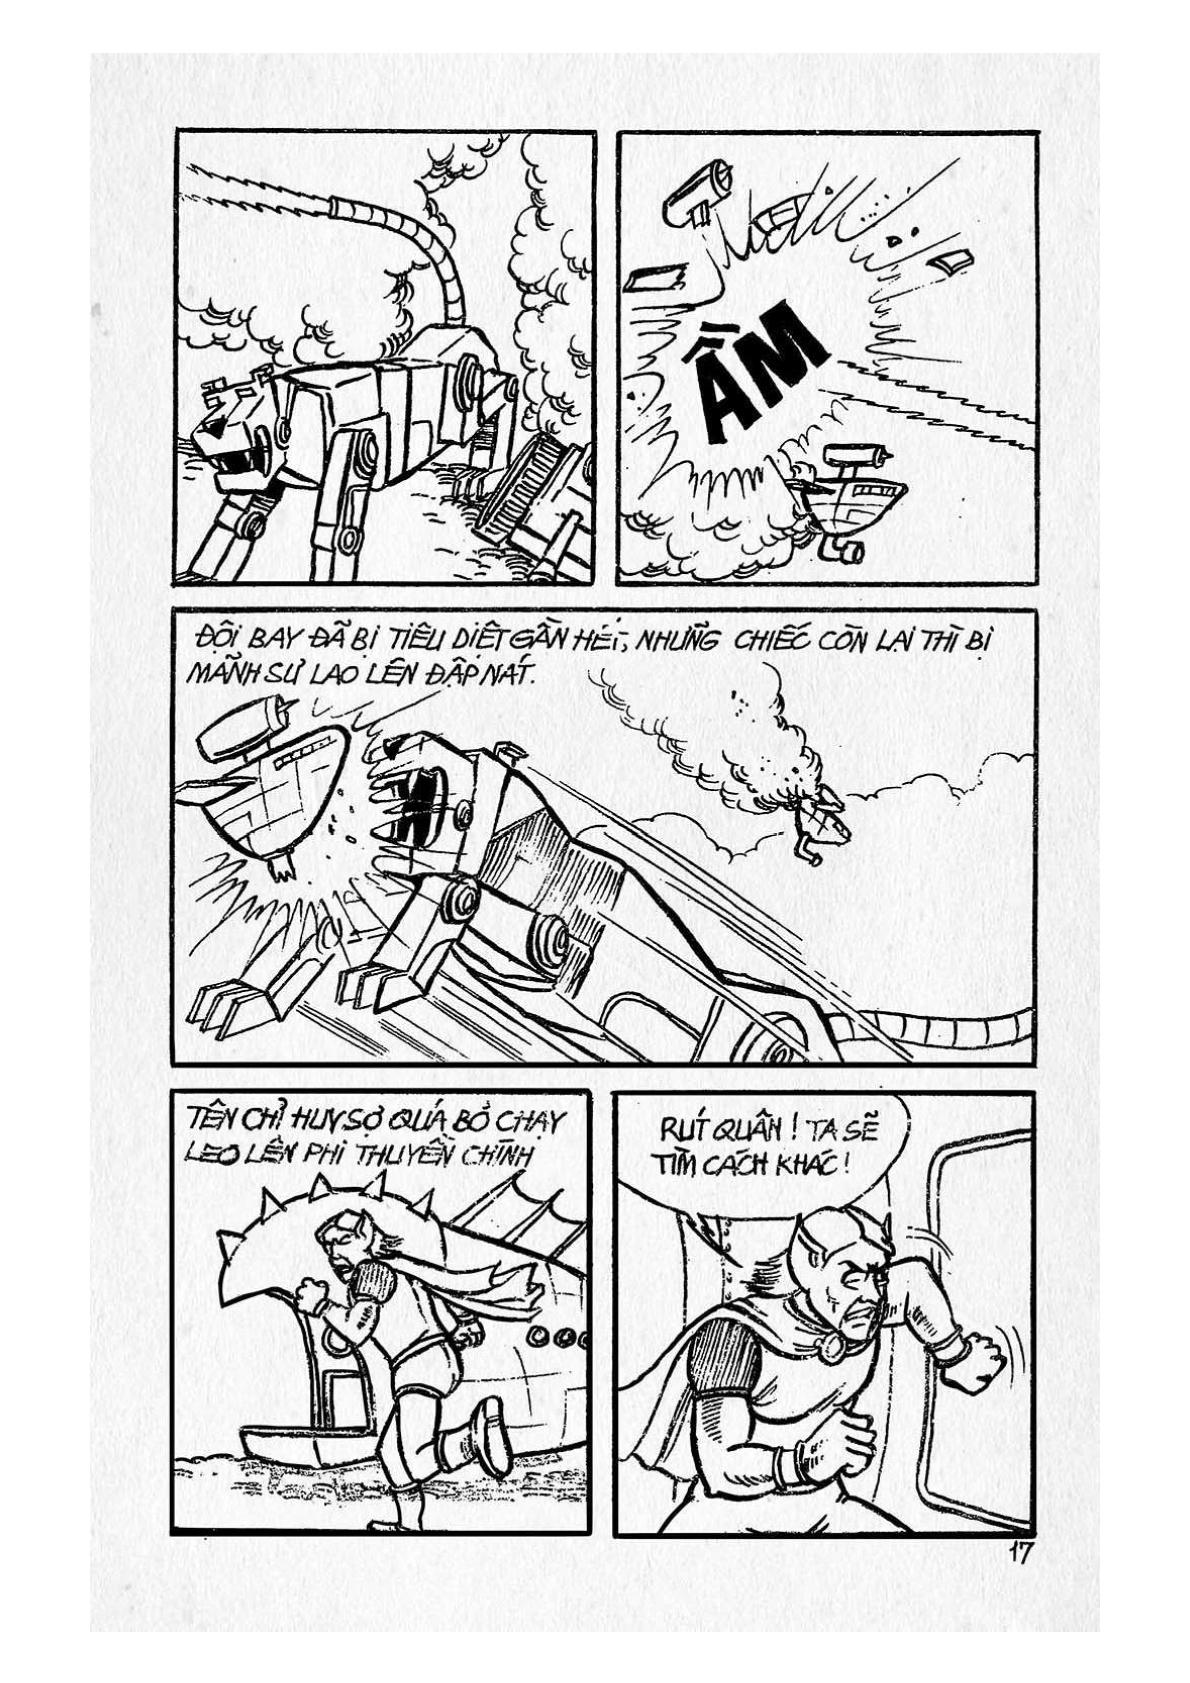 ẦM
ĐỘI BAY ĐÃ BỊ TIÊU DIỆT GẦN HẾT, NHỮNG CHIẾC CÒN LẠI THÌ BỊ
MÃNH SƯ LAO LÊN ĐẬP NÁT.
TÊN CHỈ HUY SỢ QUÁ BỎ CHẠY
LEO LÊN PHI THUYỀN CHÍNH
RÚT QUÂN! TA SẼ
TÌM CÁCH KHÁC!
17